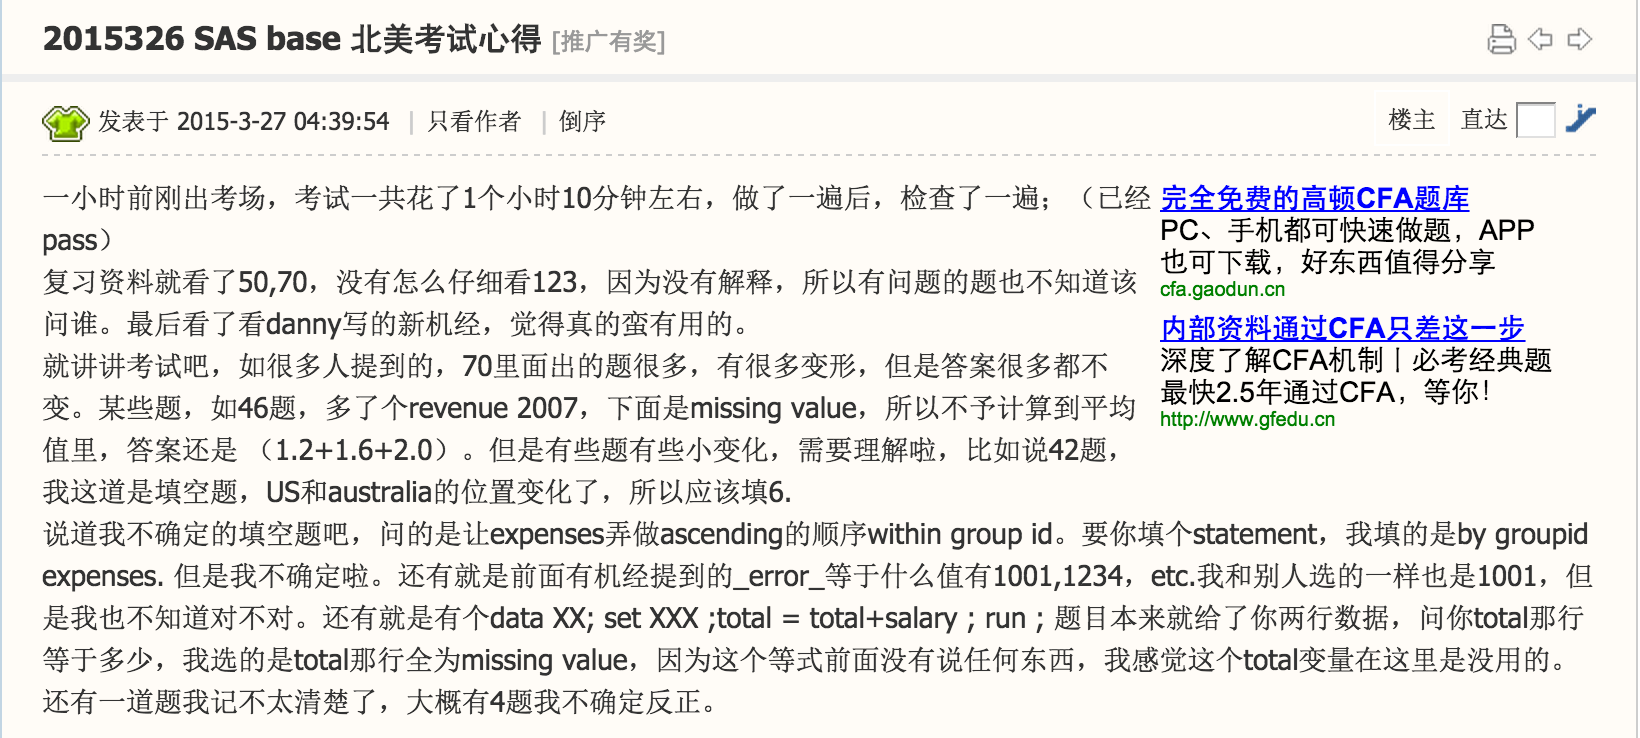 2015326 SAS base 北美考试心得 [推广有奖]
发表于 2015-3-27 04:39:54 | 只看作者 | 倒序
楼主 直达
一小时前刚出考场，考试一共花了1个小时10分钟左右，做了一遍后，检查了一遍；（已经
pass）
复习资料就看了50,70，没有怎么仔细看123，因为没有解释，所以有问题的题也不知道该
问谁。最后看了看danny写的新机经，觉得真的蛮有用的。
就讲讲考试吧，如很多人提到的，70里面出的题很多，有很多变形，但是答案很多都不
变。某些题，如46题，多了个revenue 2007，下面是missing value，所以不予计算到平均
值里，答案还是 （1.2+1.6+2.0）。但是有些题有些小变化，需要理解啦，比如说42题，
我这道是填空题，US和australia的位置变化了，所以应该填6.
说道我不确定的填空题吧，问的是让expenses弄做ascending的顺序within group id。要你填个statement，我填的是by groupid
expenses. 但是我不确定啦。还有就是前面有机经提到的_error_等于什么值有1001,1234，etc.我和别人选的一样也是1001，但
是我也不知道对不对。还有就是有个data XX; set XXX ;total = total+salary ; run ; 题目本来就给了你两行数据，问你total那行
等于多少，我选的是total那行全为missing value，因为这个等式前面没有说任何东西，我感觉这个total变量在这里是没用的。
还有一道题我记不太清楚了，大概有4题我不确定反正。
完全免费的高顿CFA题库
PC、手机都可快速做题，APP
也可下载，好东西值得分享
cfa.gaodun.cn
内部资料通过CFA只差这一步
深度了解CFA机制丨必考经典题
最快2.5年通过CFA，等你！
http://www.gfedu.cn